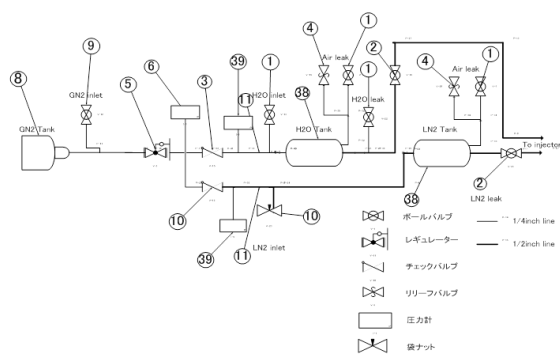 9
8
6
5
3
39
11
1
4
1
2
1
4
1
GN2 inlet
GN2 Tank
H2O inlet
Air leak
H2O leak
38
H2O Tank
Air leak
LN2 Tank
To injector
2
LN2 leak
38
10
39
11
10
LN2 inlet
ボールバルブ
1/4inch line
レギュレーター
1/2inch line
チェックバルブ
リリーフバルブ
圧力計
袋ナット